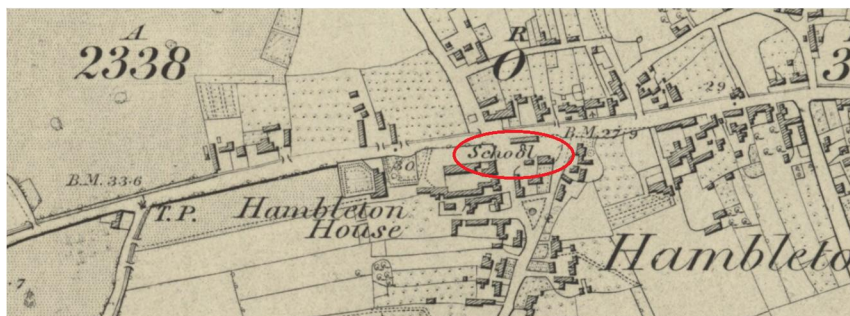 A
2338
R
O
3
29
B.M. 27·9
School
30
B.M. 33·6
T.P.
Hambleton
House
Hambleto
·7